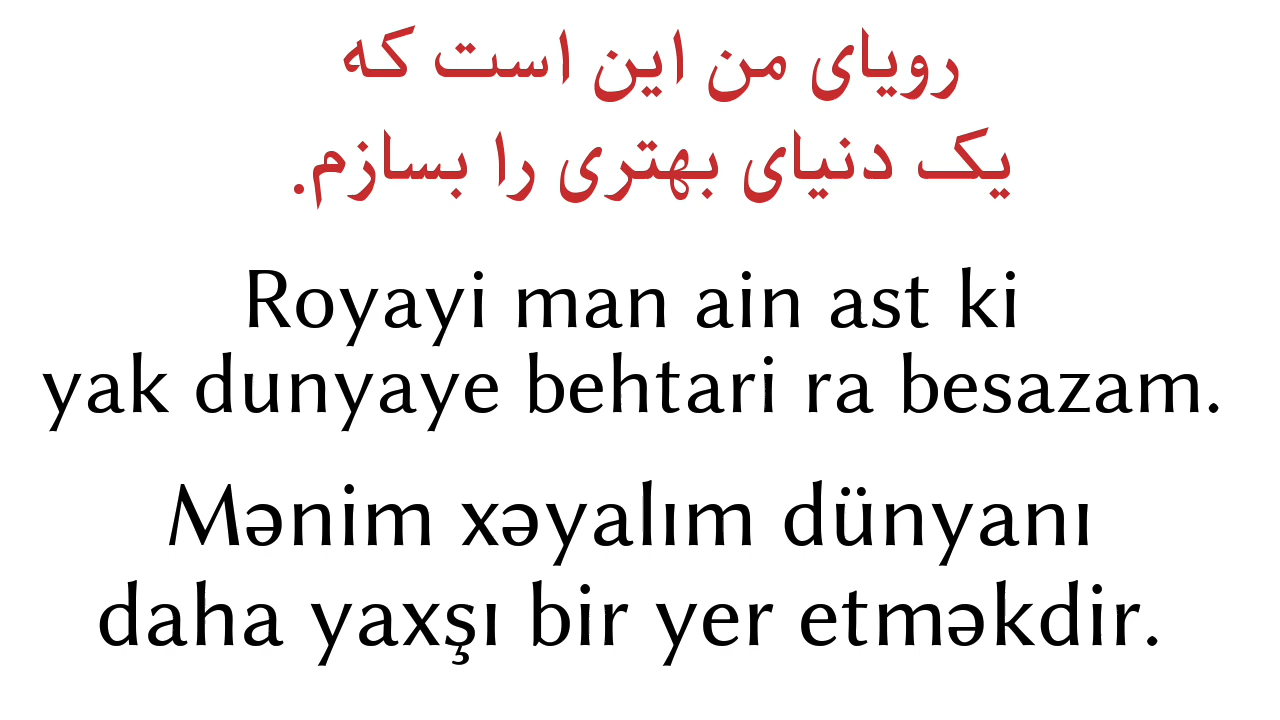 رویای من این است که
یک دنیای بهتری را بسازم.
Royayi man ain ast ki
yak dunyaye behtari ra besazam.
Mənim xəyalım dünyanı
daha yaxşı bir yer etməkdir.